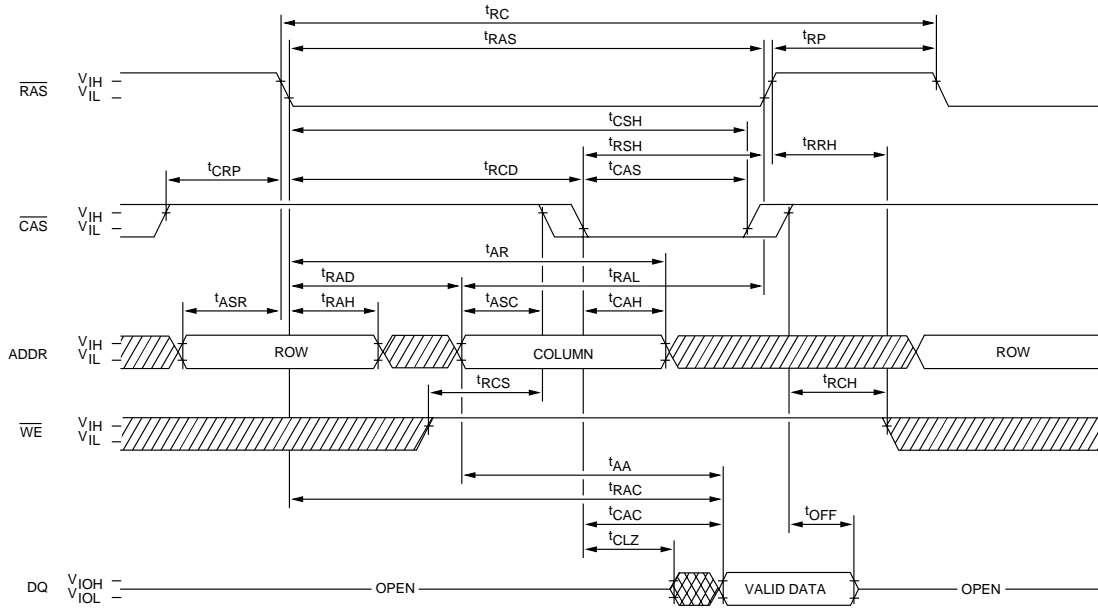 tRC
tRAS
tRP
RAS
VIH
VIL
tCSH
tRSH
tRRH
tCRP
tRCD
tCAS
CAS
VIH
VIL
tAR
tRAD
tRAL
tASR
tRAH
tASC
tCAH
ADDR
VIH
VIL
ROW
COLUMN
ROW
tRCS
tRCH
WE
VIH
VIL
tAA
tRAC
tCAC
tOFF
tCLZ
DQ
VIOH
VIOL
OPEN
VALID DATA
OPEN